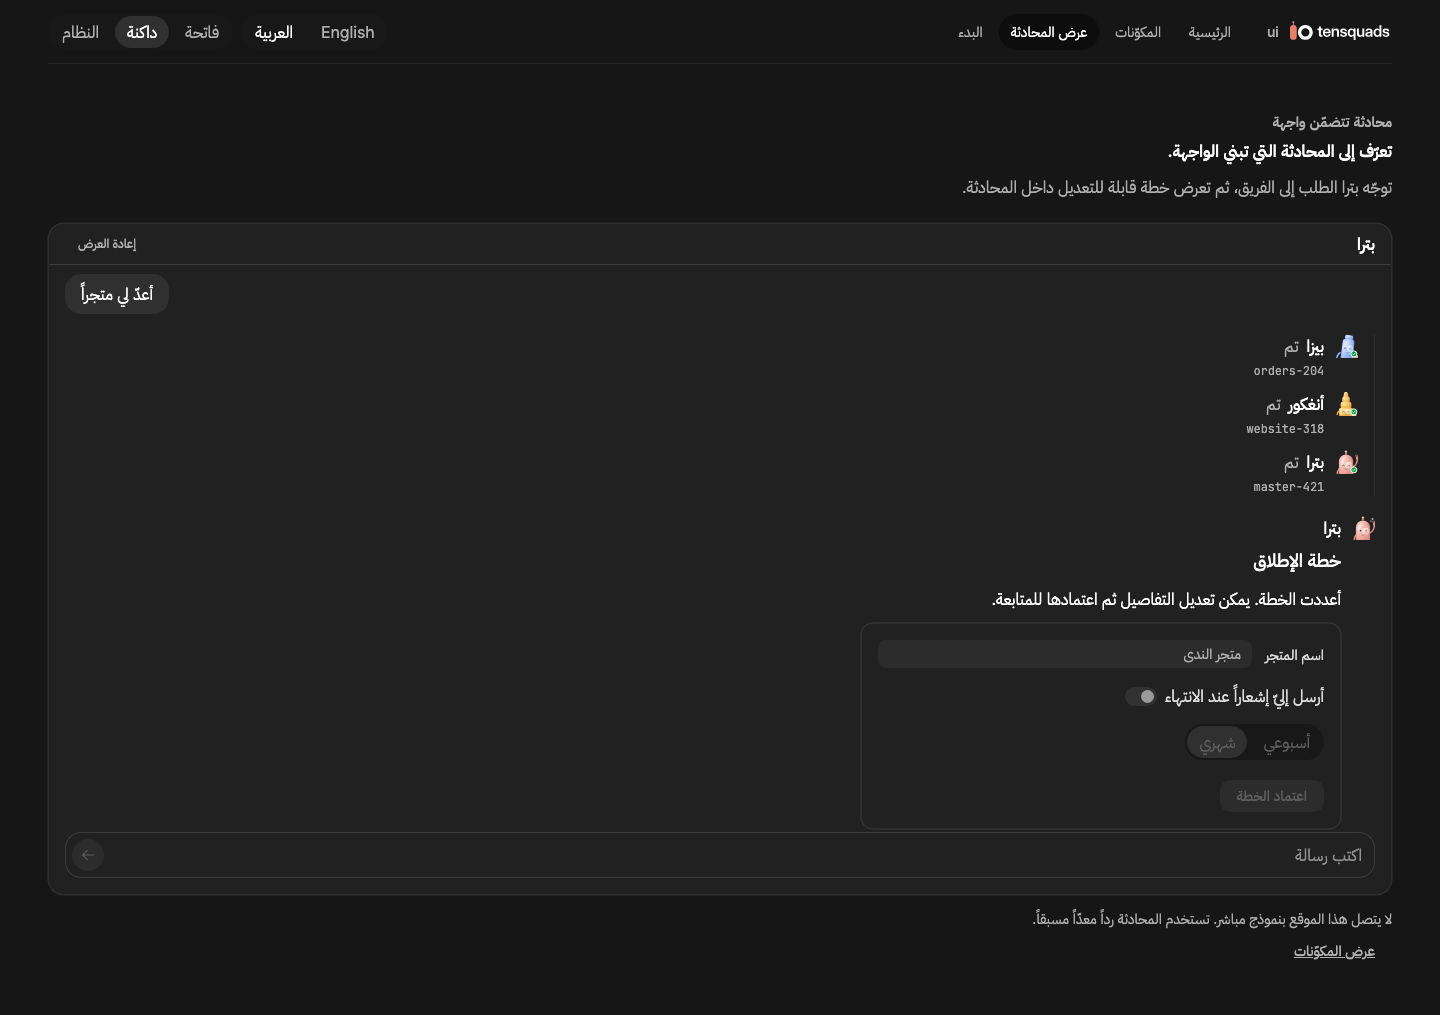 tensquads ui
الرئيسية
المكوّنات
عرض المحادثة
البدء
English
العربية
فاتحة
داكنة
النظام
محادثة تتضمّن واجهة
تعرّف إلى المحادثة التي تبني الواجهة.
توجّه بترا الطلب إلى الفريق، ثم تعرض خطة قابلة للتعديل داخل المحادثة.
بترا
إعادة العرض
أعدّ لي متجراً
بيزا تم
orders-204
أنغكور تم
website-318
بترا تم
master-421
بترا
خطة الإطلاق
أعددت الخطة. يمكن تعديل التفاصيل ثم اعتمادها للمتابعة.
اسم المتجر
متجر الندى
أرسل إليّ إشعاراً عند الانتهاء
أسبوعي
شهري
اعتماد الخطة
اكتب رسالة
لا يتصل هذا الموقع بنموذج مباشر. تستخدم المحادثة رداً معدّاً مسبقاً.
عرض المكوّنات